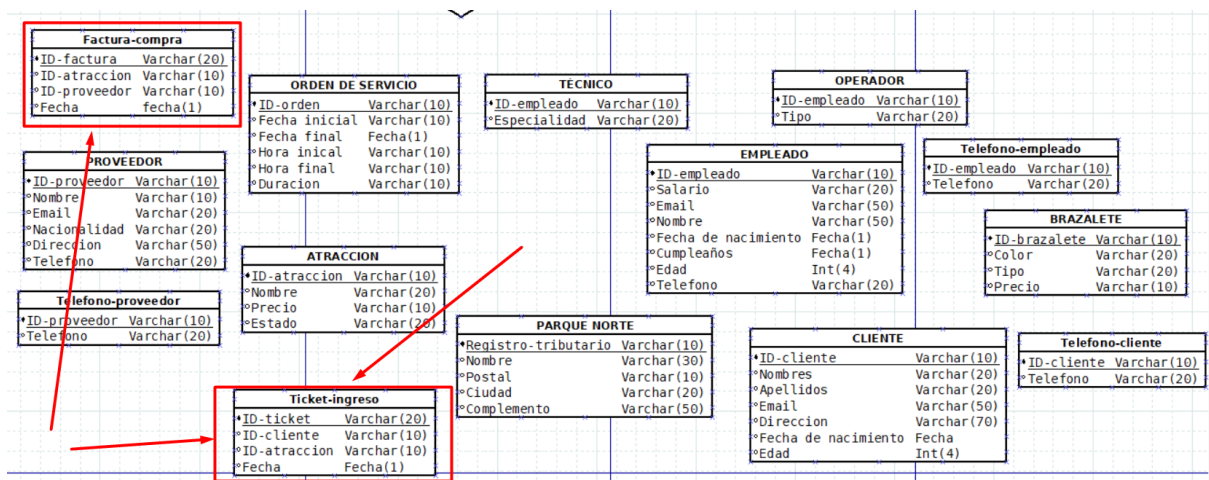 Factura-compra
ID-factura Varchar(20)
ID-atraccion Varchar(10)
ID-proveedor Varchar(10)
Fecha fecha(1)
ORDEN DE SERVICIO
ID-orden Varchar(10)
Fecha inicial Varchar(10)
Fecha final Fecha(1)
Hora inical Varchar(10)
Hora final Varchar(10)
Duracion Varchar(10)
TÉCNICO
ID-empleado Varchar(10)
Especialidad Varchar(20)
OPERADOR
ID-empleado Varchar(10)
Tipo Varchar(20)
PROVEEDOR
ID-proveedor Varchar(10)
Nombre Varchar(10)
Email Varchar(20)
Nacionalidad Varchar(20)
Direccion Varchar(50)
Telefono Varchar(20)
EMPLEADO
ID-empleado Varchar(10)
Salario Varchar(20)
Email Varchar(50)
Nombre Varchar(50)
Fecha de nacimiento Fecha(1)
Cumpleaños Fecha(1)
Edad Int(4)
Telefono Varchar(20)
Telefono-empleado
ID-empleado Varchar(10)
Telefono Varchar(20)
BRAZALETE
ID-brazalete Varchar(10)
Color Varchar(20)
Tipo Varchar(20)
Precio Varchar(10)
ATRACCION
ID-atraccion Varchar(10)
Nombre Varchar(20)
Precio Varchar(10)
Estado Varchar(20)
Telefono-proveedor
ID-proveedor Varchar(10)
Telefono Varchar(20)
PARQUE NORTE
Registro-tributario Varchar(10)
Nombre Varchar(30)
Postal Varchar(10)
Ciudad Varchar(20)
Complemento Varchar(50)
CLIENTE
ID-cliente Varchar(10)
Nombres Varchar(20)
Apellidos Varchar(20)
Email Varchar(50)
Direccion Varchar(70)
Fecha de nacimiento Fecha
Edad Int(4)
Telefono-cliente
ID-cliente Varchar(10)
Telefono Varchar(20)
Ticket-ingreso
ID-ticket Varchar(20)
ID-cliente Varchar(10)
ID-atraccion Varchar(10)
Fecha Fecha(1)